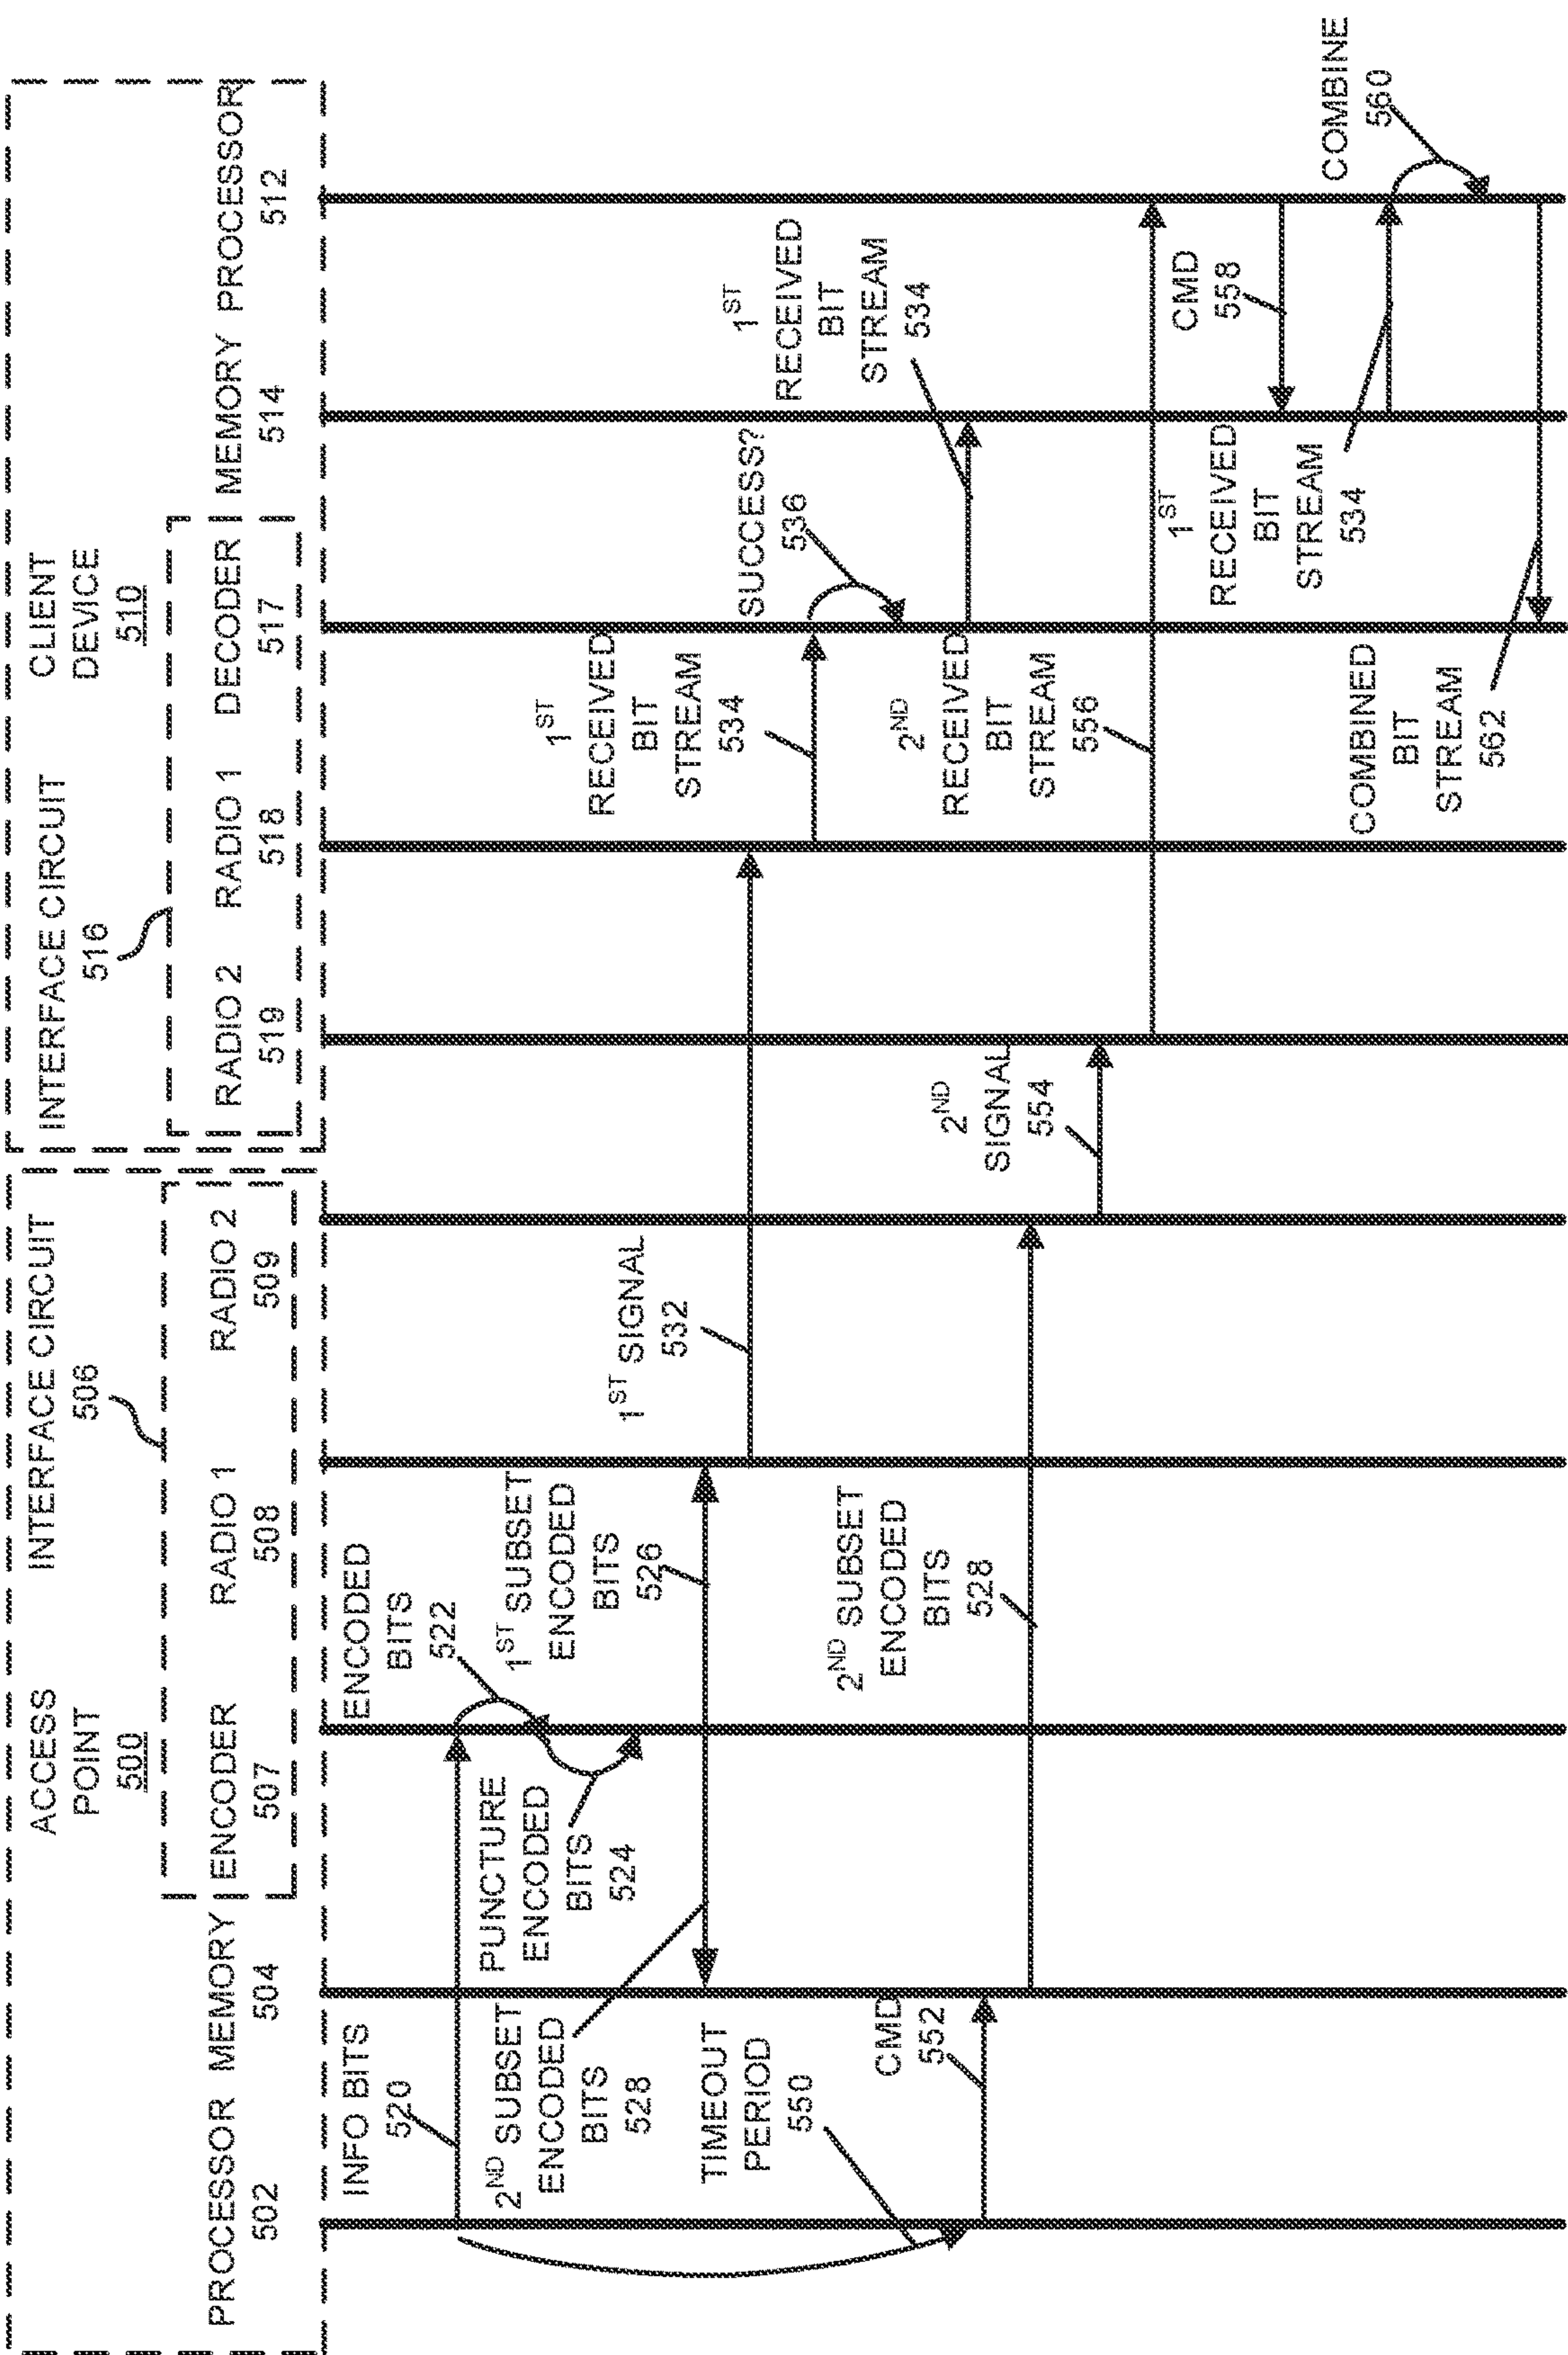 ACCESS
POINT
500
INTERFACE CIRCUIT
506
PROCESSOR
502
MEMORY
504
ENCODER
507
RADIO 1
508
RADIO 2
509
CLIENT
DEVICE
510
INTERFACE CIRCUIT
516
RADIO 2
519
RADIO 1
518
DECODER
517
MEMORY
514
PROCESSOR
512
INFO BITS
520
ENCODED
BITS
522
PUNCTURE
ENCODED
BITS
524
1ST SUBSET
ENCODED
BITS
526
2ND SUBSET
ENCODED
BITS
528
1ST SIGNAL
532
1ST
RECEIVED
BIT
STREAM
534
SUCCESS?
536
1ST
RECEIVED
BIT
STREAM
534
TIMEOUT
PERIOD
550
CMD
552
2ND SUBSET
ENCODED
BITS
528
2ND
SIGNAL
554
2ND
RECEIVED
BIT
STREAM
556
CMD
558
1ST
RECEIVED
BIT
STREAM
534
COMBINE
560
COMBINED
BIT
STREAM
562